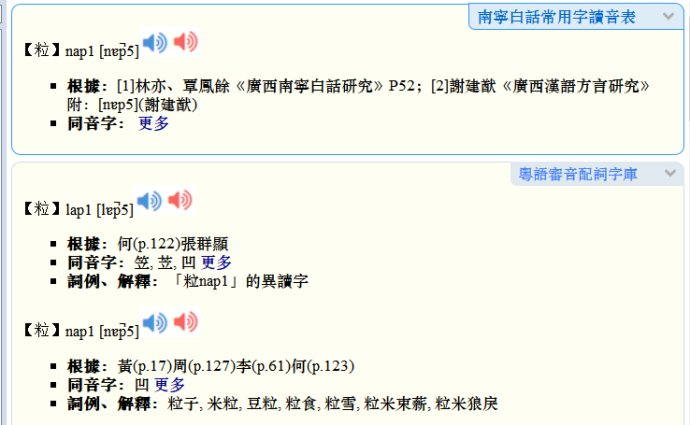 南寧白話常用字讀音表
【粒】nap1 [nɐp̚5]
根據：[1]林亦、覃鳳餘《廣西南寧白話研究》P52；[2]謝建猷《廣西漢語方言研究》
附：[nɐp5](謝建猷)
同音字： 更多
粵語審音配詞字庫
【粒】lap1 [lɐp̚5]
根據：何(p.122)張群顯
同音字：笠, 苙, 凹 更多
詞例、解釋：「粒nap1」的異讀字
【粒】nap1 [nɐp̚5]
根據：黃(p.17)周(p.127)李(p.61)何(p.123)
同音字：凹 更多
詞例、解釋：粒子, 米粒, 豆粒, 粒食, 粒雪, 粒米束薪, 粒米狼戾